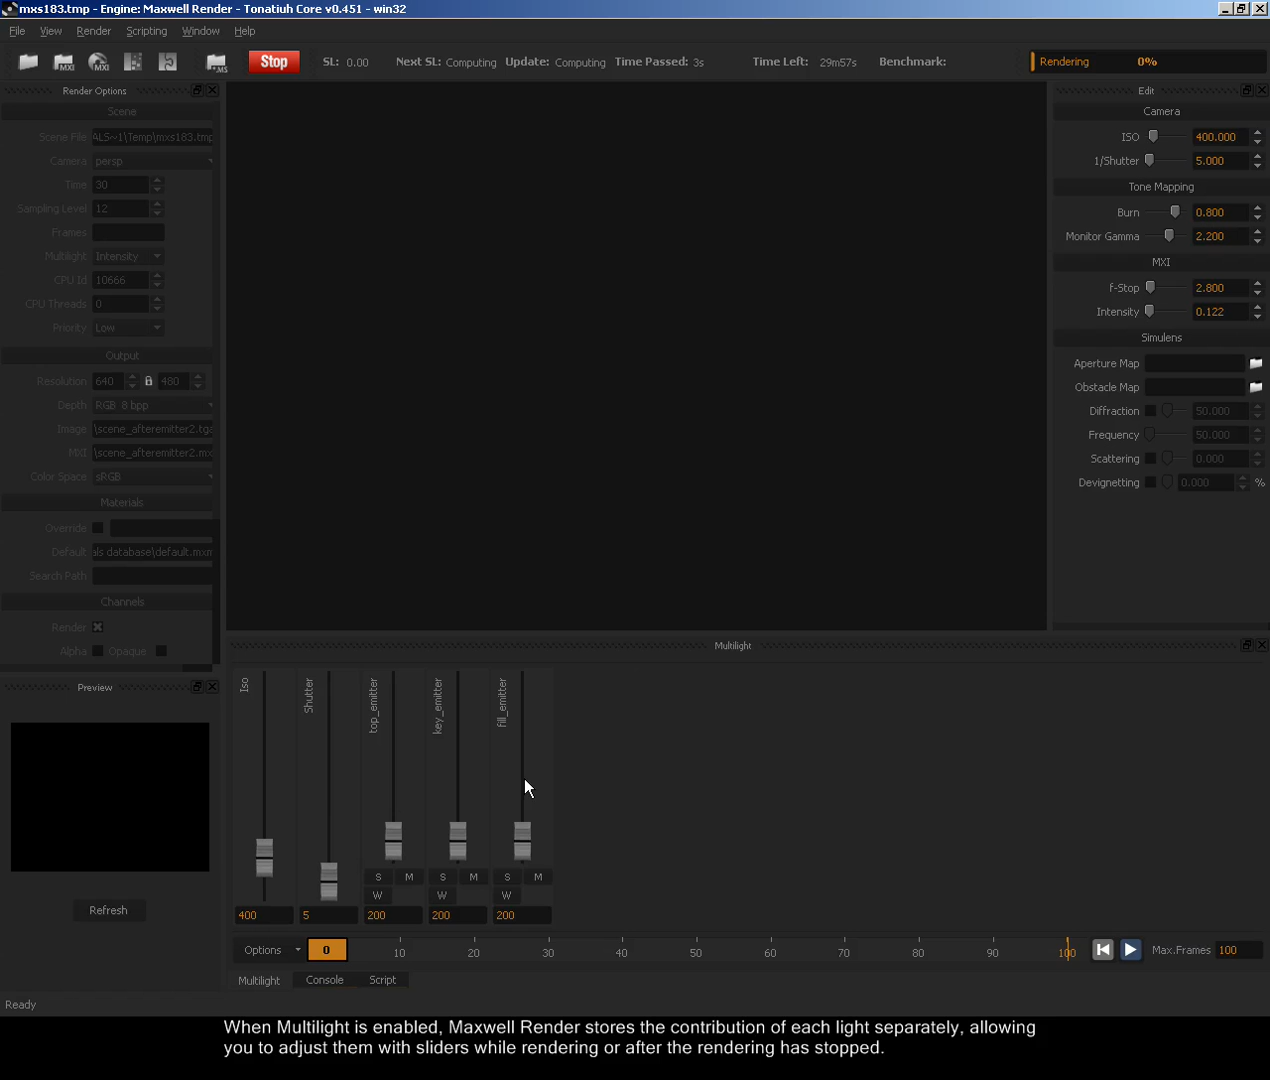 mxs183.tmp - Engine: Maxwell Render - Tonatiuh Core v0.451 - win32
File View Render Scripting Window Help
Stop SL: 0.00 Next SL: Computing Update: Computing Time Passed: 3s Time Left: 29m57s Benchmark: Rendering 0%
Render Options
Scene
Scene File ALS~1\Temp\mxs183.tmp
Camera persp
Time 30
Sampling Level 12
Frames
Multilight Intensity
CPU Id 10666
CPU Threads 0
Priority Low
Output
Resolution 640 480
Depth RGB 8 bpp
Image \scene_afteremitter2.tga
MXI \scene_afteremitter2.mx
Color Space sRGB
Materials
Override
Default als database\default.mxm
Search Path
Channels
Render
Alpha Opaque
Preview
Refresh
Edit
Camera
ISO 400.000
1/Shutter 5.000
Tone Mapping
Burn 0.800
Monitor Gamma 2.200
MXI
f-Stop 2.800
Intensity 0.122
Simulens
Aperture Map
Obstacle Map
Diffraction 50.000
Frequency 50.000
Scattering 0.000
Devignetting 0.000 %
Multilight
Iso Shutter top_emitter key_emitter fill_emitter
S M S M S M
W W W
400 5 200 200 200
Options 0 10 20 30 40 50 60 70 80 90 100 Max.Frames 100
Multilight Console Script
Ready
When Multilight is enabled, Maxwell Render stores the contribution of each light separately, allowing
you to adjust them with sliders while rendering or after the rendering has stopped.